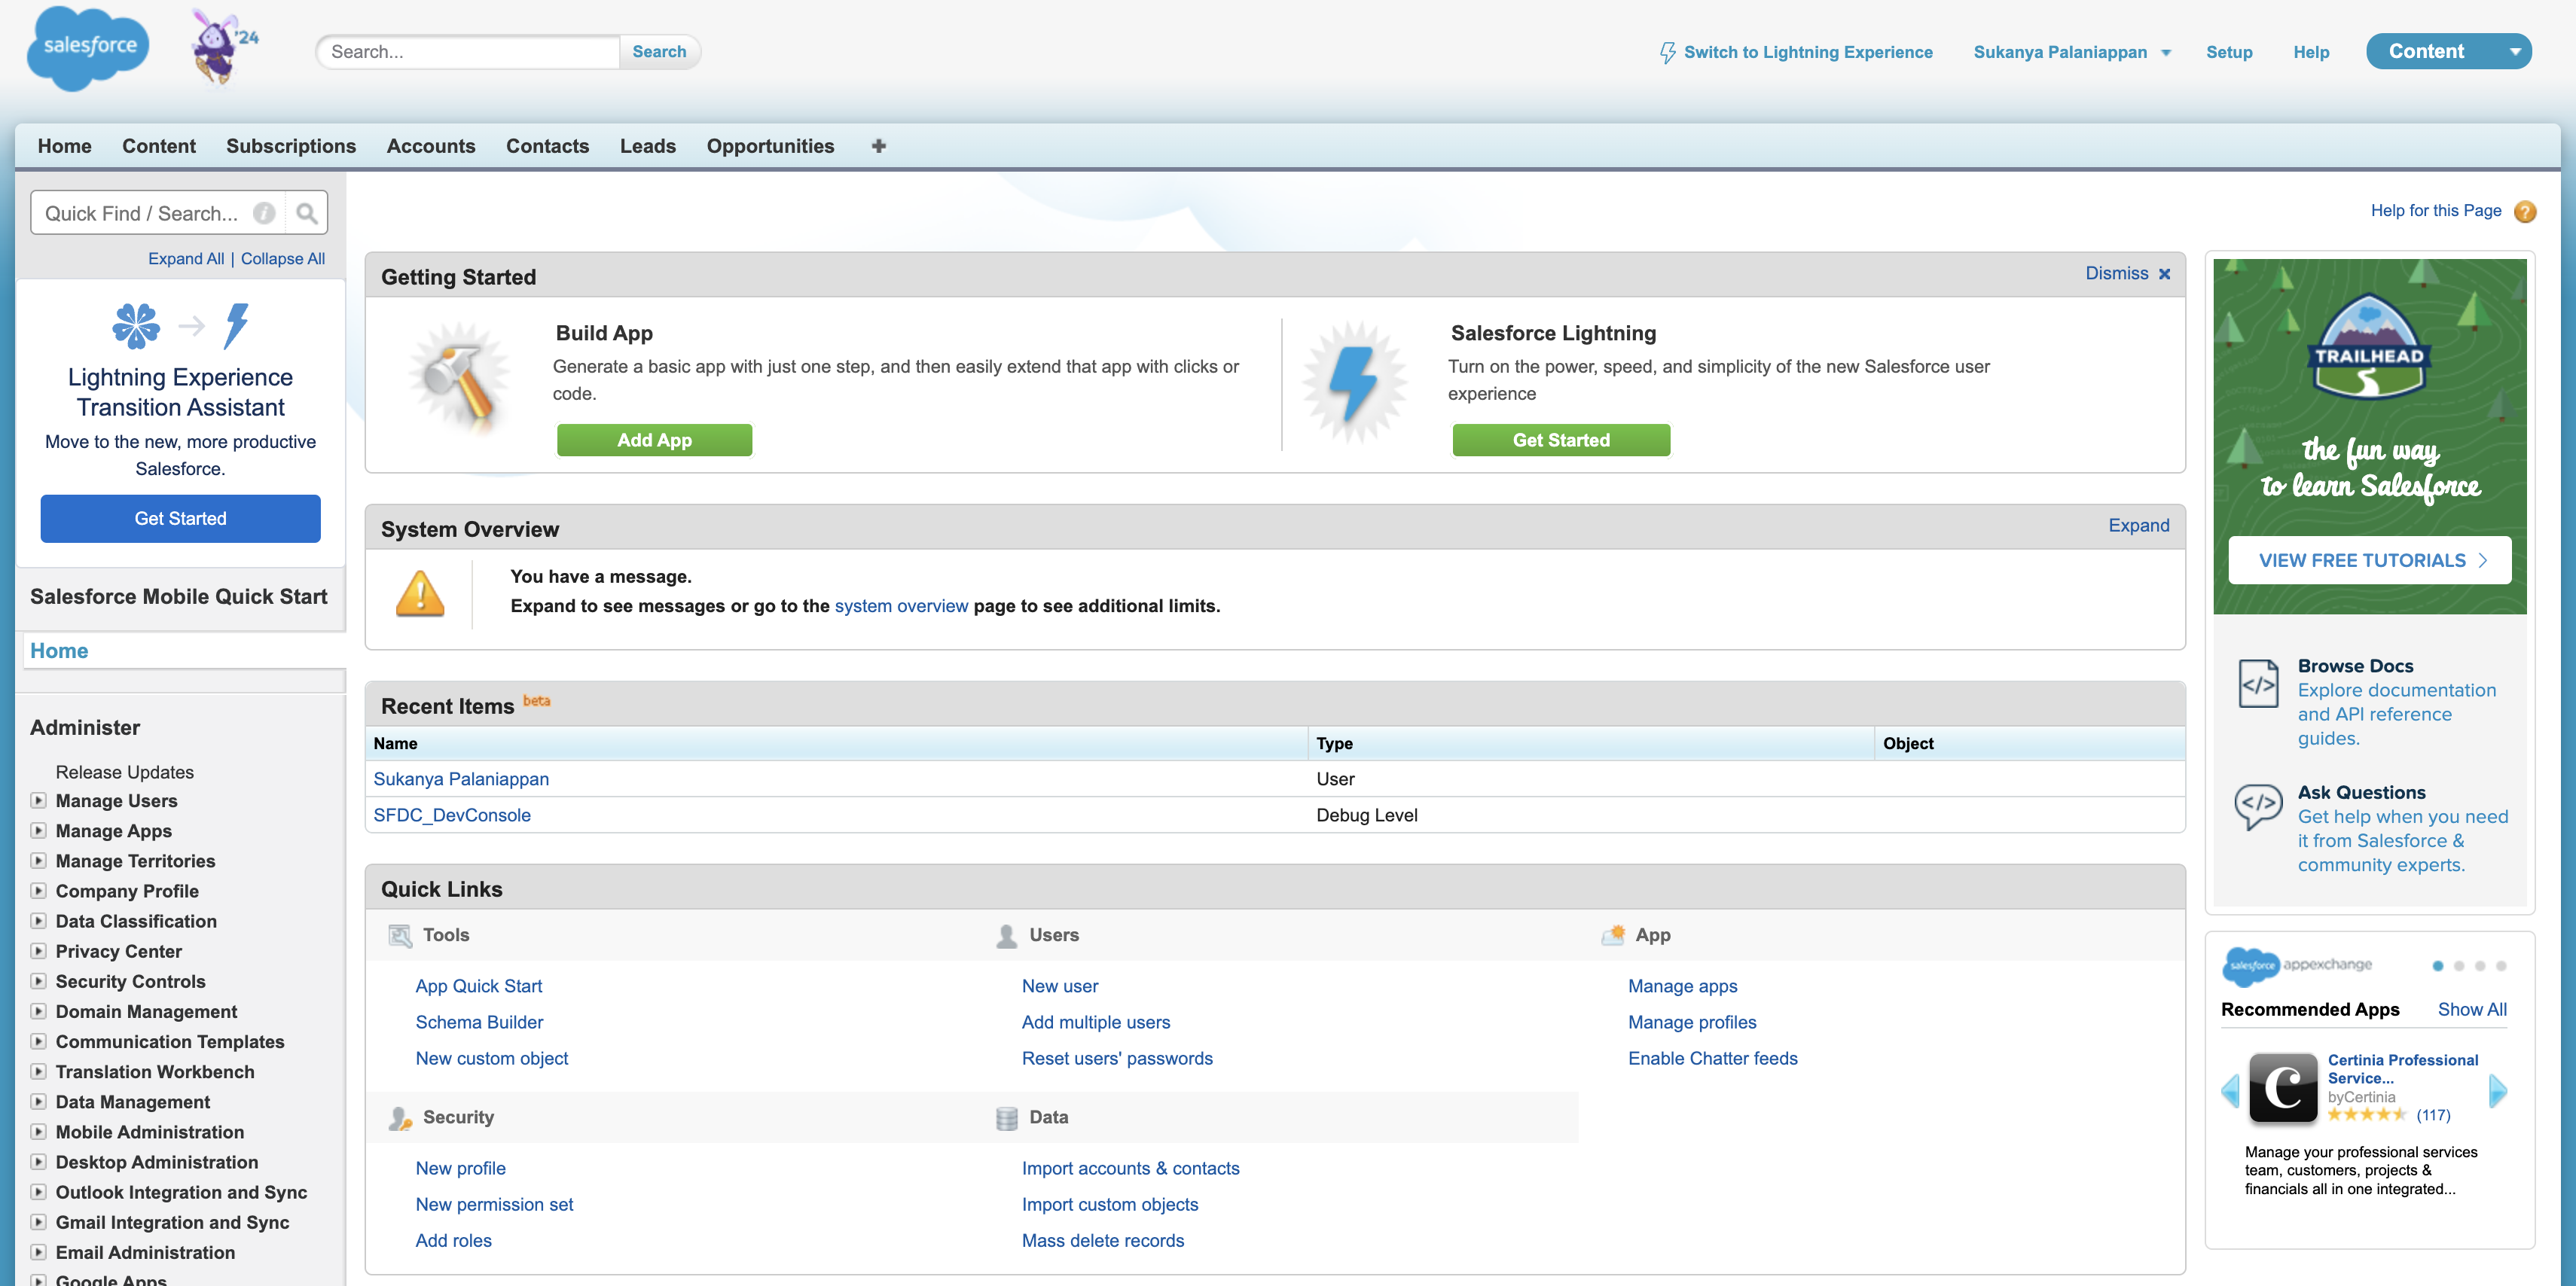 salesforce
'24
Search...
Search
Switch to Lightning Experience
Sukanya Palaniappan
Setup
Help
Content
Home
Content
Subscriptions
Accounts
Contacts
Leads
Opportunities
Quick Find / Search...
Expand All | Collapse All
Lightning Experience
Transition Assistant
Move to the new, more productive
Salesforce.
Get Started
Salesforce Mobile Quick Start
Home
Administer
Release Updates
Manage Users
Manage Apps
Manage Territories
Company Profile
Data Classification
Privacy Center
Security Controls
Domain Management
Communication Templates
Translation Workbench
Data Management
Mobile Administration
Desktop Administration
Outlook Integration and Sync
Gmail Integration and Sync
Email Administration
Google Apps
Help for this Page
Getting Started
Dismiss
Build App
Generate a basic app with just one step, and then easily extend that app with clicks or
code.
Add App
Salesforce Lightning
Turn on the power, speed, and simplicity of the new Salesforce user
experience
Get Started
System Overview
Expand
You have a message.
Expand to see messages or go to the system overview page to see additional limits.
Recent Items beta
Name
Type
Object
Sukanya Palaniappan
User
SFDC_DevConsole
Debug Level
Quick Links
Tools
App Quick Start
Schema Builder
New custom object
Users
New user
Add multiple users
Reset users' passwords
App
Manage apps
Manage profiles
Enable Chatter feeds
Security
New profile
New permission set
Add roles
Data
Import accounts & contacts
Import custom objects
Mass delete records
TRAILHEAD
the fun way
to learn Salesforce
VIEW FREE TUTORIALS
Browse Docs
Explore documentation
and API reference
guides.
Ask Questions
Get help when you need
it from Salesforce &
community experts.
salesforce appexchange
Recommended Apps
Show All
Certinia Professional
Service...
byCertinia
(117)
Manage your professional services
team, customers, projects &
financials all in one integrated...